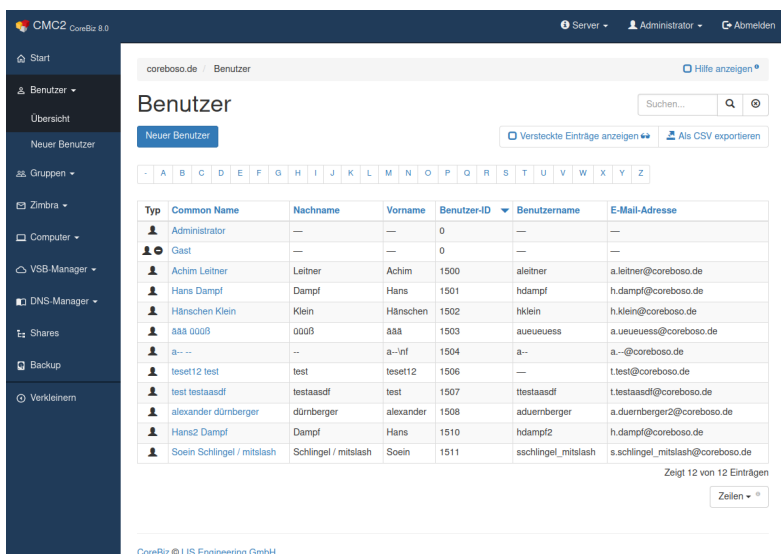 CMC2 CoreBiz 8.0
Server
Administrator
Abmelden
Start
Benutzer
Übersicht
Neuer Benutzer
Gruppen
Zimbra
Computer
VSB-Manager
DNS-Manager
Shares
Backup
Verkleinern
coreboso.de / Benutzer
Hilfe anzeigen
Benutzer
Suchen...
Neuer Benutzer
Versteckte Einträge anzeigen
Als CSV exportieren
- A B C D E F G H I J K L M N O P Q R S T U V W X Y Z
Typ Common Name Nachname Vorname Benutzer-ID Benutzername E-Mail-Adresse
Administrator — — 0 — —
Gast — — 0 — —
Achim Leitner Leitner Achim 1500 aleitner a.leitner@coreboso.de
Hans Dampf Dampf Hans 1501 hdampf h.dampf@coreboso.de
Hänschen Klein Klein Hänschen 1502 hklein h.klein@coreboso.de
äää üüüß üüüß äää 1503 aueueuess a.ueueuess@coreboso.de
a-- -- -- a--\nf 1504 a-- a.--@coreboso.de
teset12 test test teset12 1506 — t.test@coreboso.de
test testaasdf testaasdf test 1507 ttestaasdf t.testaasdf@coreboso.de
alexander dürnberger dürnberger alexander 1508 aduernberger a.duernberger2@coreboso.de
Hans2 Dampf Dampf Hans 1510 hdampf2 h.dampf@coreboso.de
Soein Schlingel / mitslash Schlingel / mitslash Soein 1511 sschlingel_mitslash s.schlingel_mitslash@coreboso.de
Zeigt 12 von 12 Einträgen
Zeilen
CoreBiz © LIS Engineering GmbH